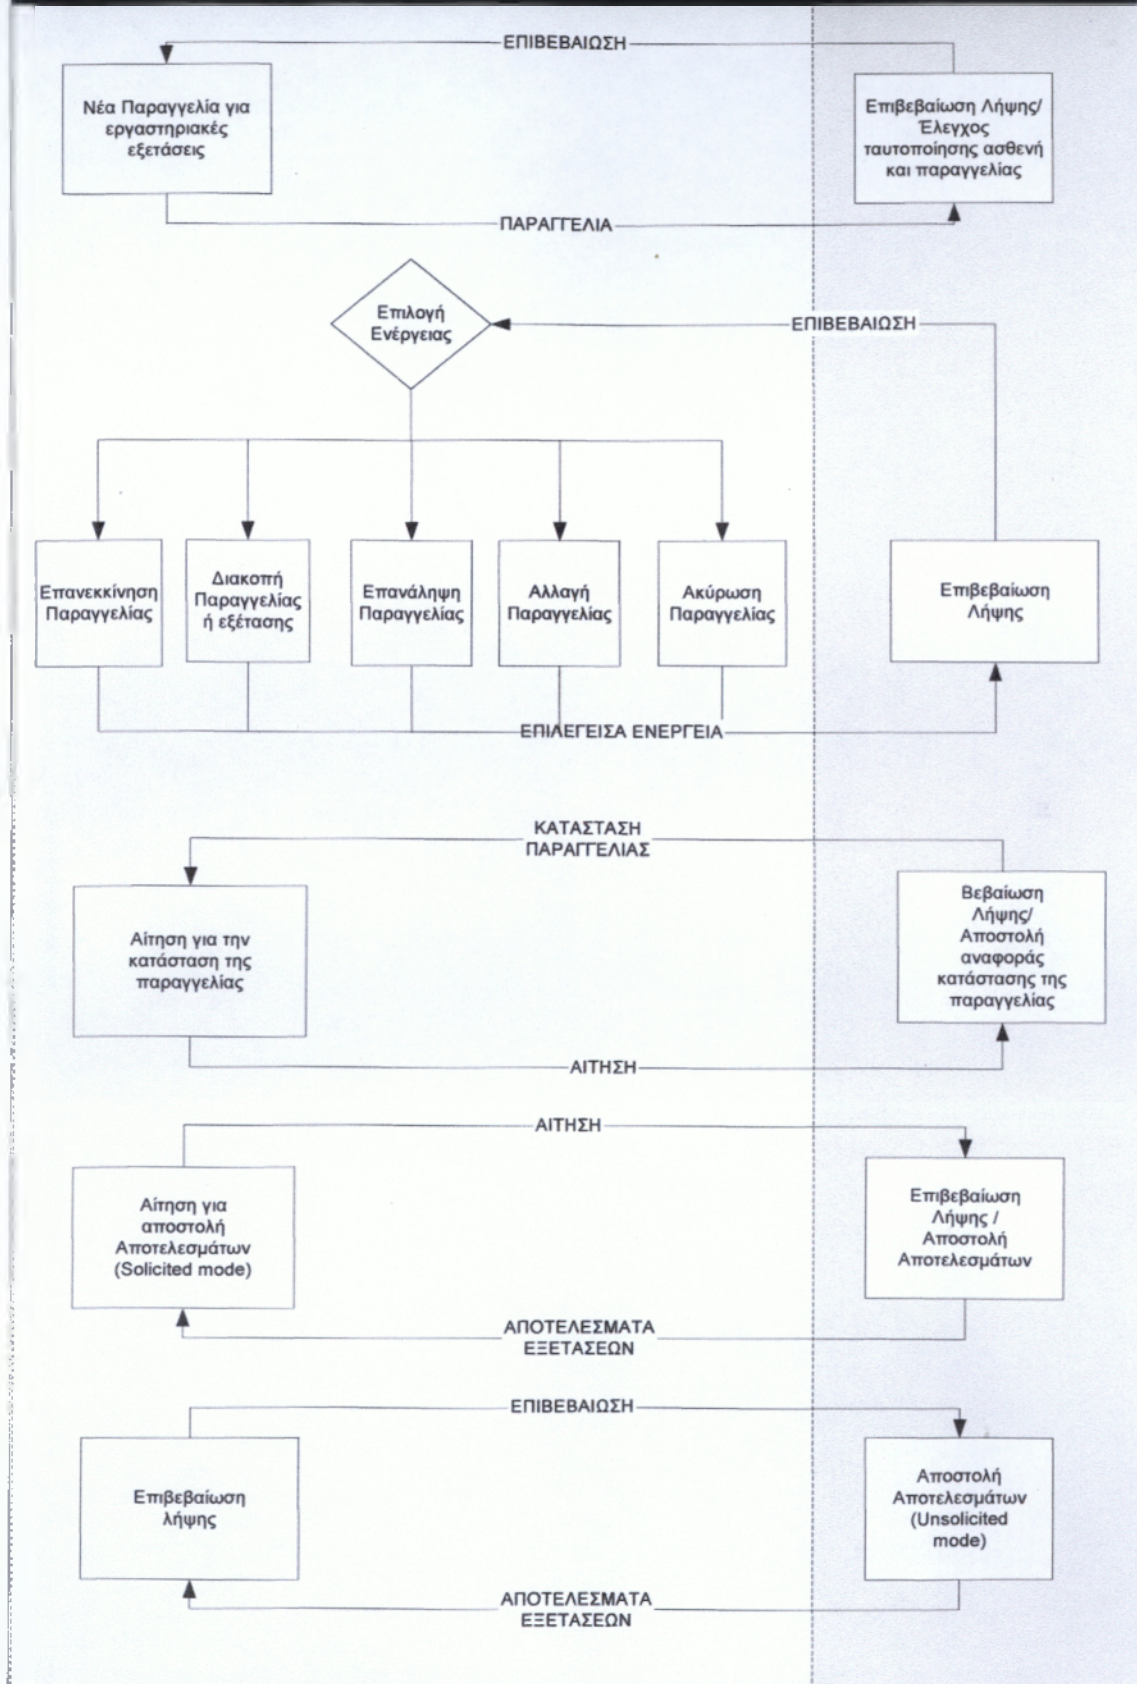 ΕΠΙΒΕΒΑΙΩΣΗ
Νέα Παραγγελία για
εργαστηριακές
εξετάσεις
Επιβεβαίωση Λήψης/
Έλεγχος
ταυτοποίησης ασθενή
και παραγγελίας
ΠΑΡΑΓΓΕΛΙΑ
Επιλογή
Ενέργειας
ΕΠΙΒΕΒΑΙΩΣΗ
Επανεκκίνηση
Παραγγελίας
Διακοπή
Παραγγελίας
ή εξέτασης
Επανάληψη
Παραγγελίας
Αλλαγή
Παραγγελίας
Ακύρωση
Παραγγελίας
Επιβεβαίωση
Λήψης
ΕΠΙΛΕΓΕΙΣΑ ΕΝΕΡΓΕΙΑ
ΚΑΤΑΣΤΑΣΗ
ΠΑΡΑΓΓΕΛΙΑΣ
Αίτηση για την
κατάσταση της
παραγγελίας
Βεβαίωση
Λήψης/
Αποστολή
αναφοράς
κατάστασης της
παραγγελίας
ΑΙΤΗΣΗ
ΑΙΤΗΣΗ
Αίτηση για
αποστολή
Αποτελεσμάτων
(Solicited mode)
Επιβεβαίωση
Λήψης /
Αποστολή
Αποτελεσμάτων
ΑΠΟΤΕΛΕΣΜΑΤΑ
ΕΞΕΤΑΣΕΩΝ
ΕΠΙΒΕΒΑΙΩΣΗ
Επιβεβαίωση
λήψης
Αποστολή
Αποτελεσμάτων
(Unsolicited
mode)
ΑΠΟΤΕΛΕΣΜΑΤΑ
ΕΞΕΤΑΣΕΩΝ